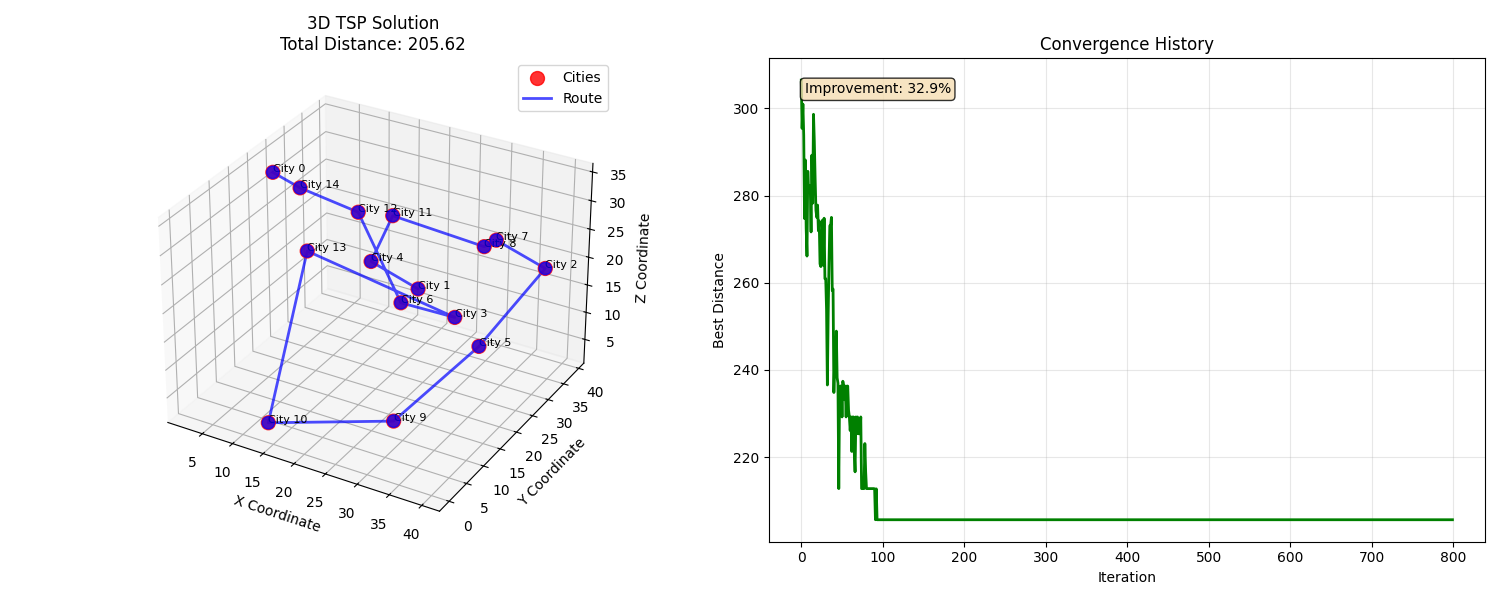 3D TSP Solution
Total Distance: 205.62
Cities
Route
City 0
City 14
City 11
City 13
City 7
City 4
City 2
City 1
City 6
City 3
City 5
City 10
City 9
35
30
25
20
15
10
5
Z Coordinate
5
10
15
20
25
30
35
40
X Coordinate
0
5
10
15
20
25
30
35
40
Y Coordinate
Convergence History
Improvement: 32.9%
300
280
260
240
220
Best Distance
0 100 200 300 400 500 600 700 800
Iteration